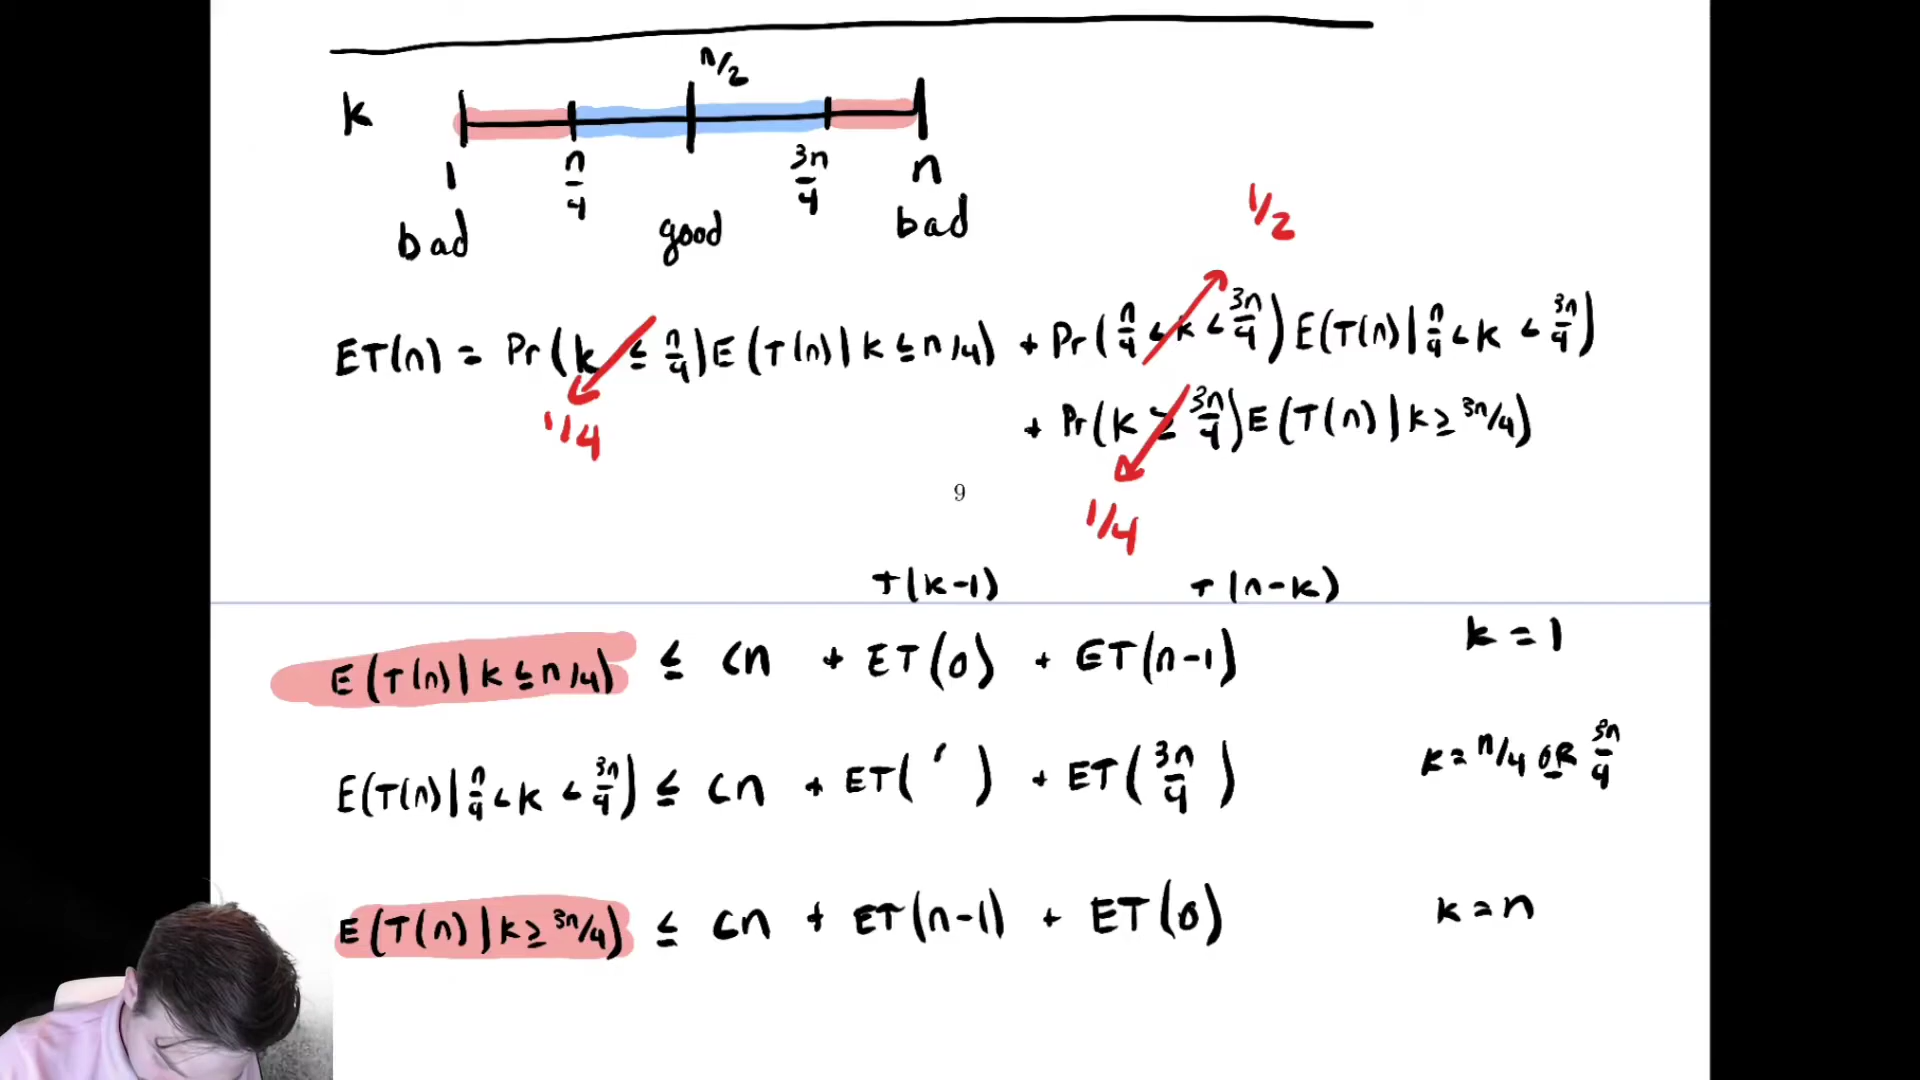 n/2
k
1 n/4 3n/4 n
bad good bad
1/2
ET(n) = Pr(k ≤ n/4) E(T(n) | k ≤ n/4) + Pr(n/4 < k < 3n/4) E(T(n) | n/4 < k < 3n/4)
1/4 + Pr(k ≥ 3n/4) E(T(n) | k ≥ 3n/4)
9
1/4
T(k-1) T(n-k)
E(T(n) | k ≤ n/4) ≤ cn + ET(0) + ET(n-1) k = 1
E(T(n) | n/4 < k < 3n/4) ≤ cn + ET( ) + ET(3n/4) k = n/4 OR 3n/4
E(T(n) | k ≥ 3n/4) ≤ cn + ET(n-1) + ET(0) k = n